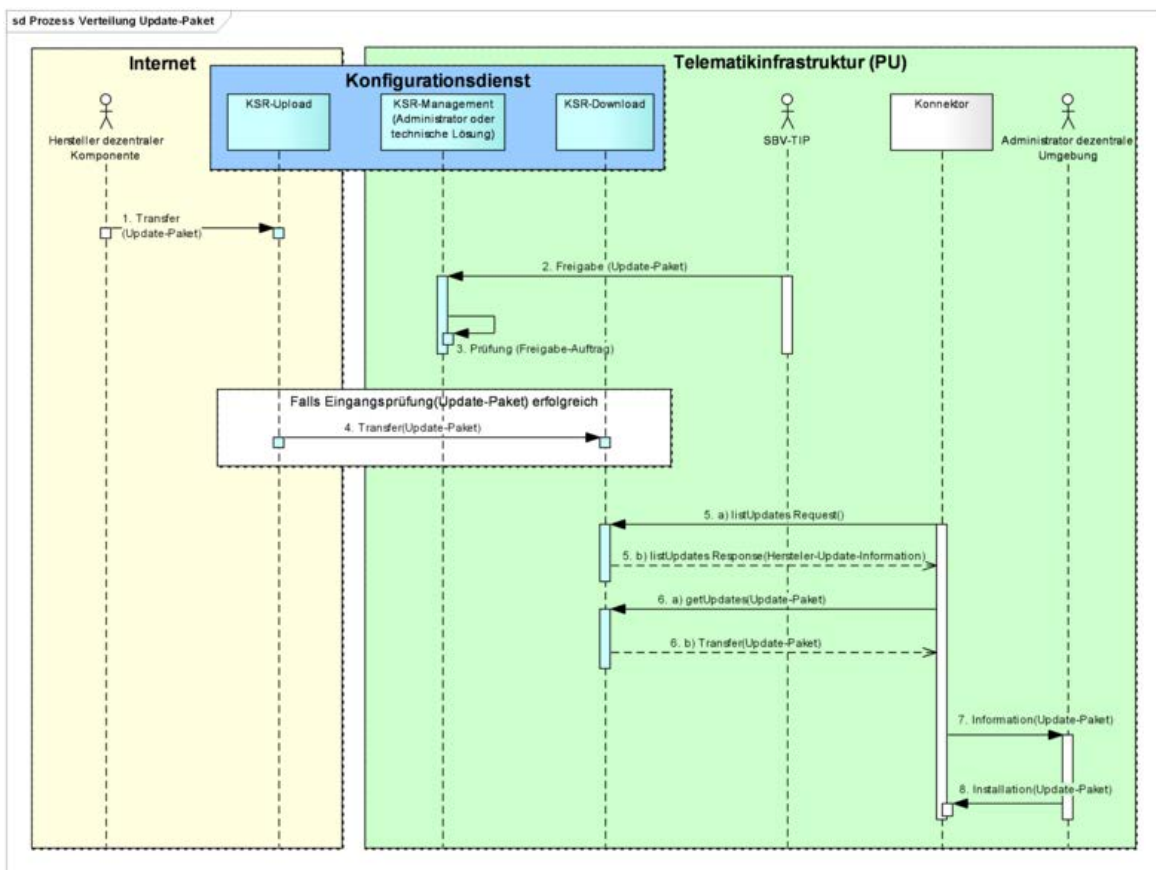 sd Prozess Verteilung Update-Paket
Internet
Telematikinfrastruktur (PU)
Konfigurationsdienst
KSR-Upload
KSR-Management
(Administrator oder
technische Lösung)
KSR-Download
Konnektor
Hersteller dezentraler
Komponente
SBV-TIP
Administrator dezentrale
Umgebung
1. Transfer
(Update-Paket)
2. Freigabe (Update-Paket)
3. Prüfung (Freigabe-Auftrag)
Falls Eingangsprüfung(Update-Paket) erfolgreich
4. Transfer(Update-Paket)
5. a) listUpdates Request()
5. b) listUpdates Response(Hersteler-Update-Information)
6. a) getUpdates(Update-Paket)
6. b) Transfer(Update-Paket)
7. Information(Update-Paket)
8. Installation(Update-Paket)